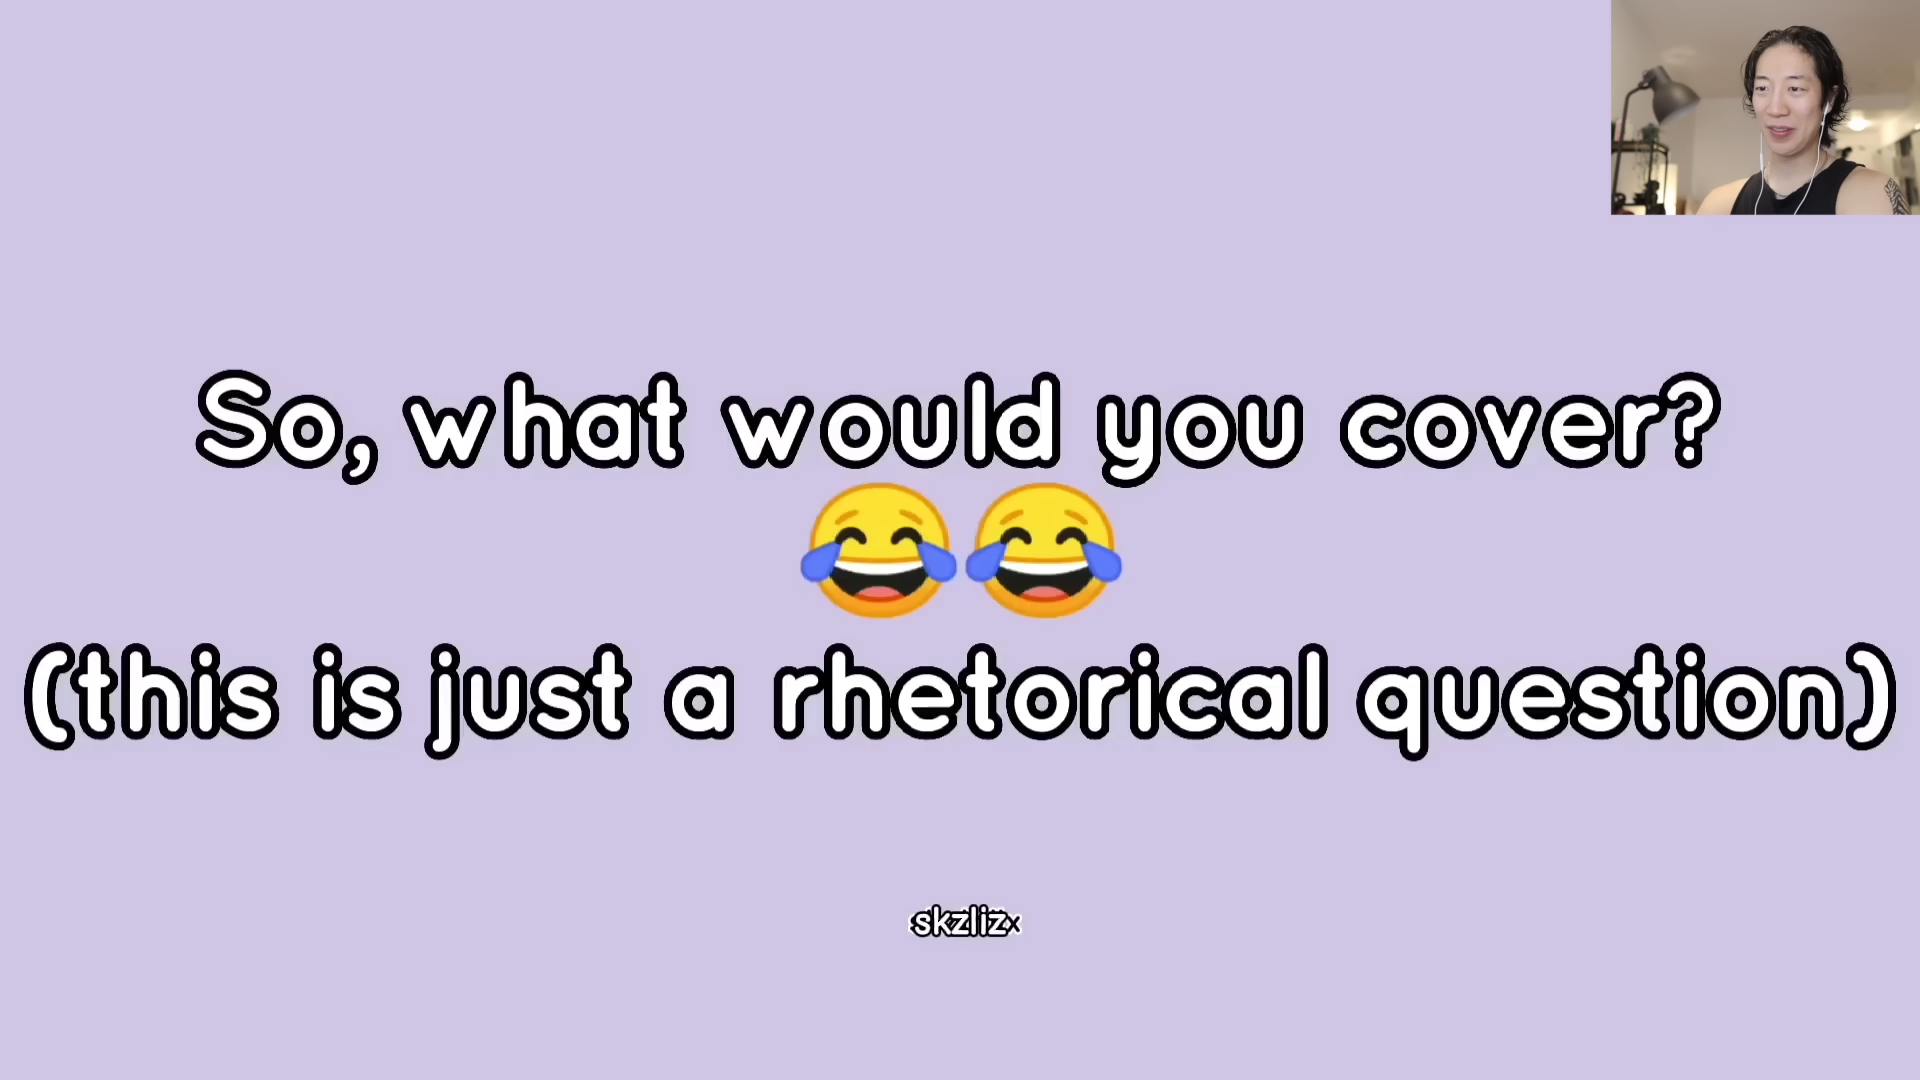 So, what would you cover?
😂😂
(this is just a rhetorical question)
skzlizx